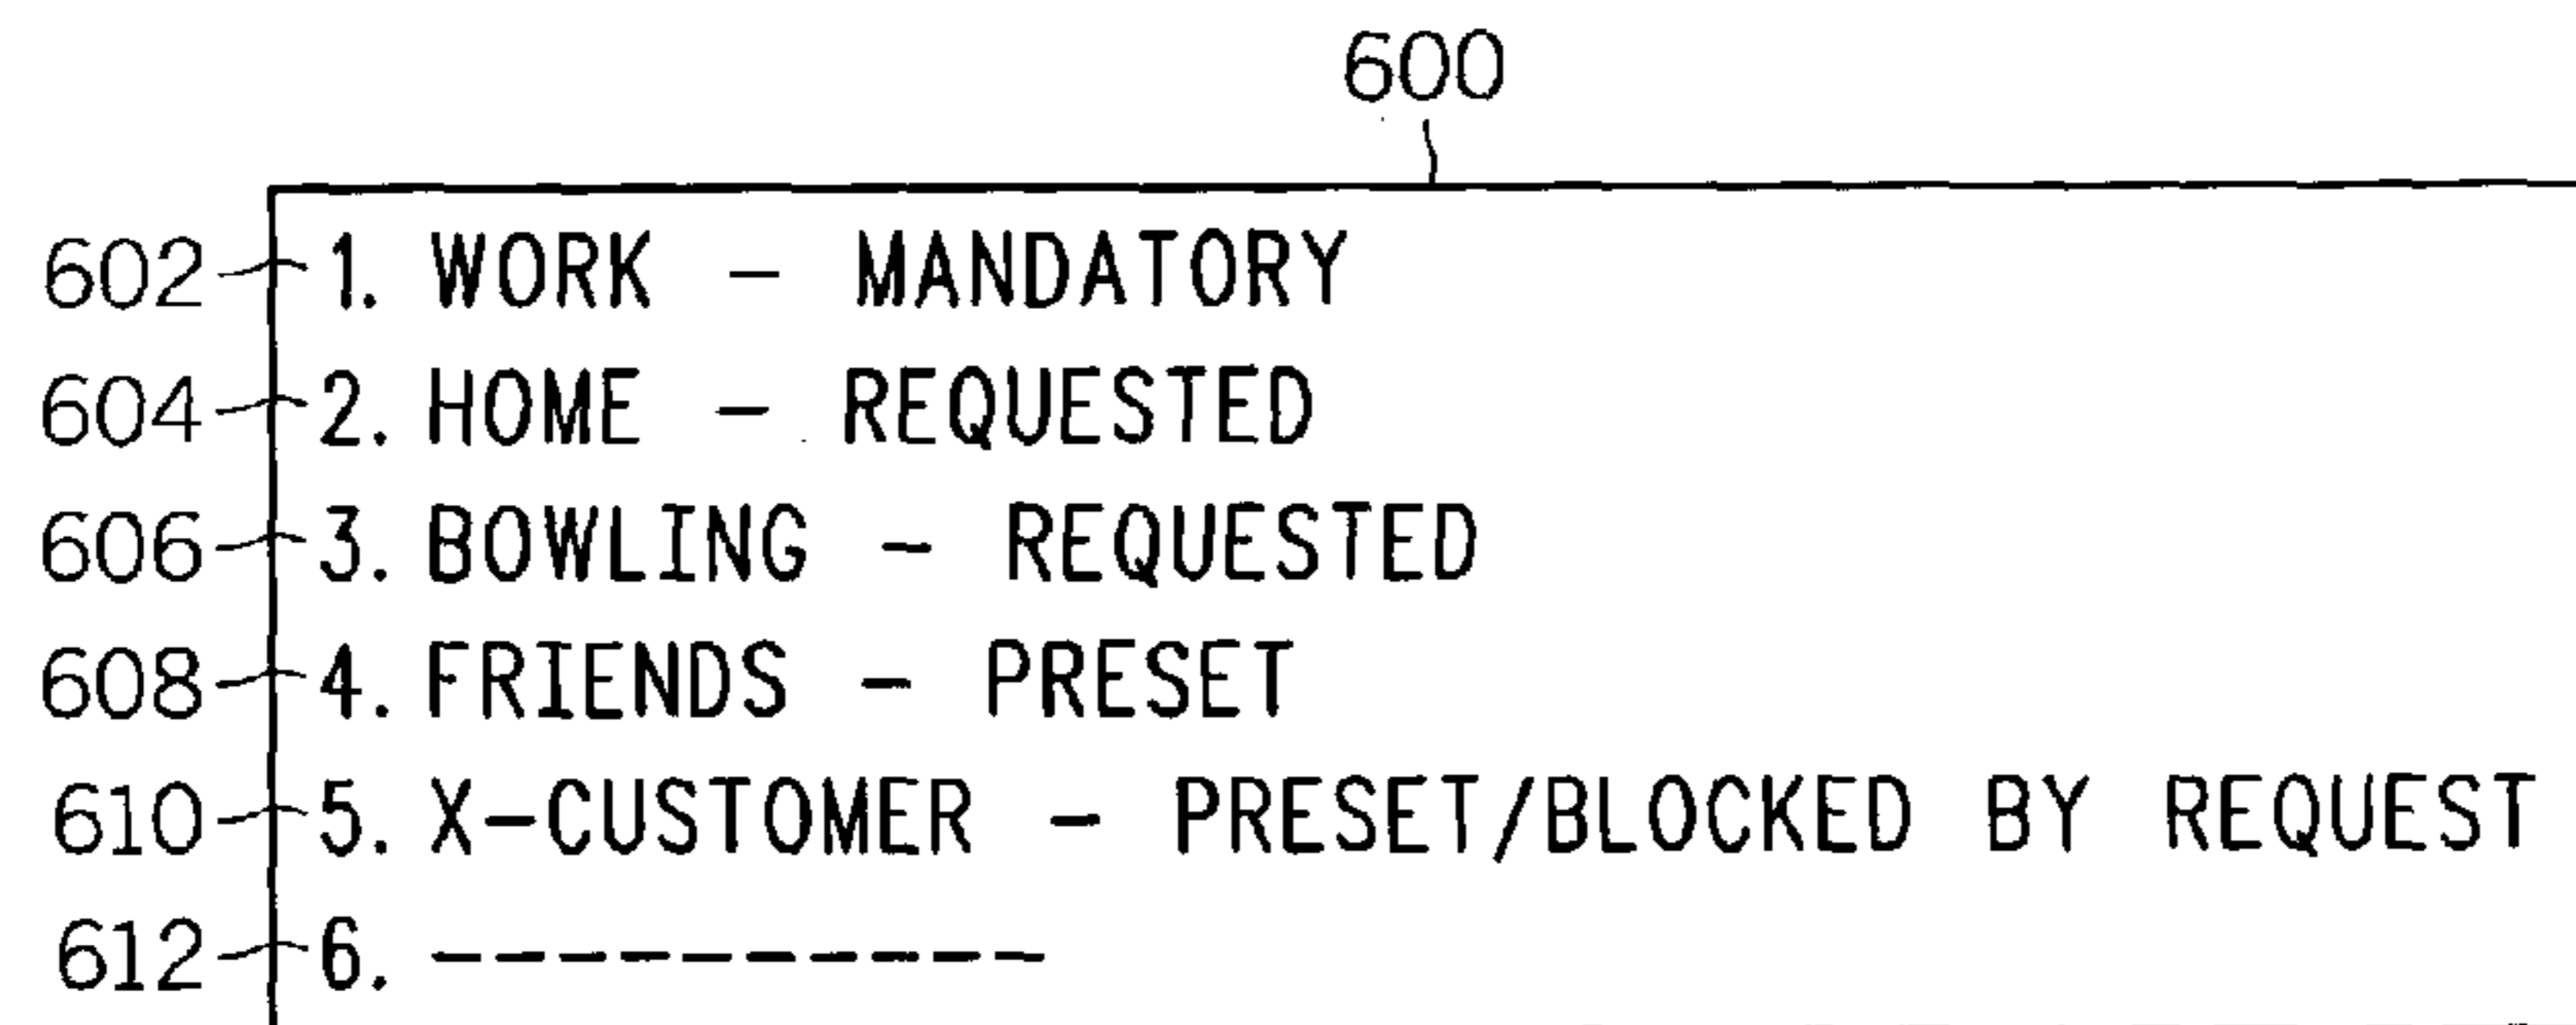 600
602 1. WORK - MANDATORY
604 2. HOME - REQUESTED
606 3. BOWLING - REQUESTED
608 4. FRIENDS - PRESET
610 5. X-CUSTOMER - PRESET/BLOCKED BY REQUEST
612 6. ----------